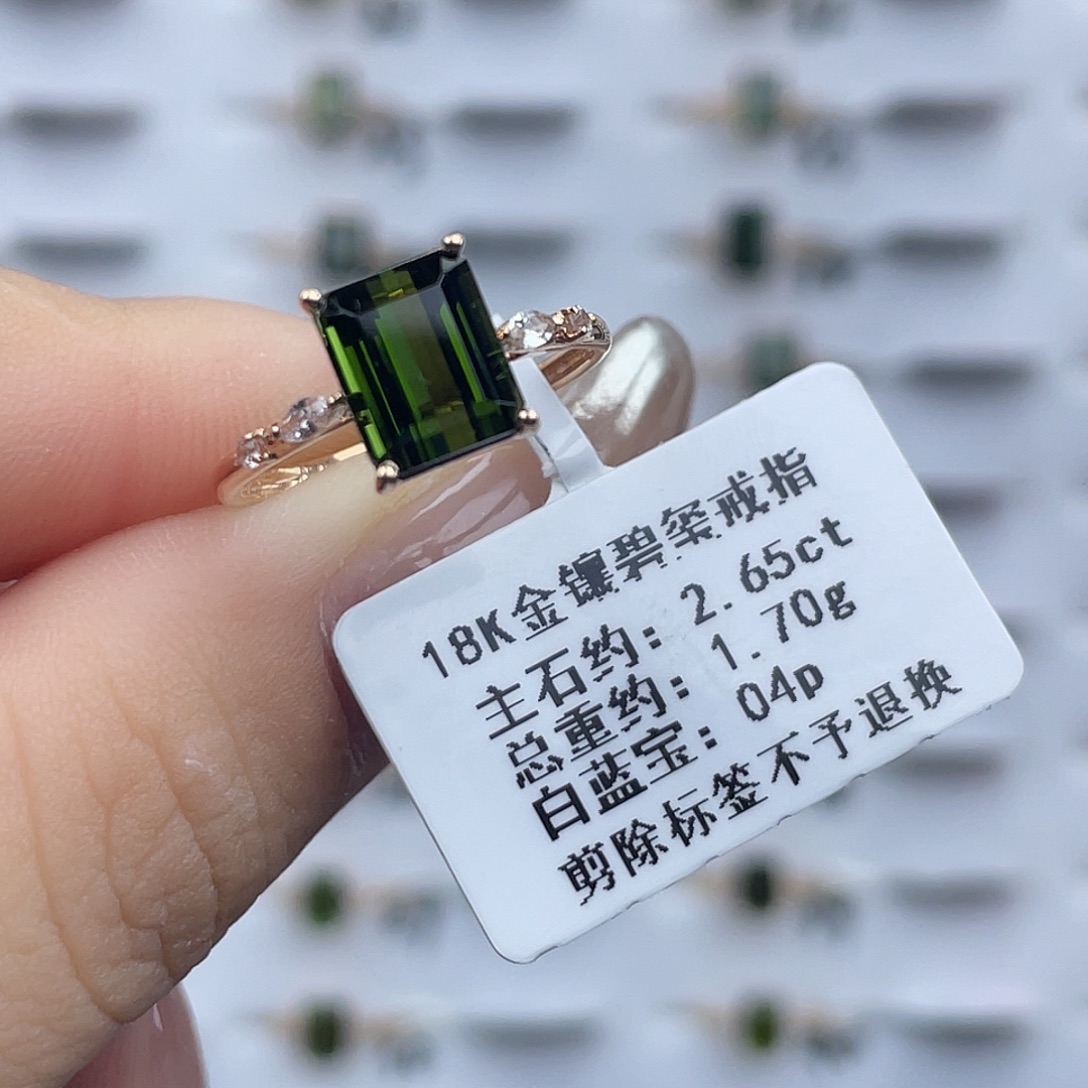 18K金镶碧玺戒指
主石约: 2.65ct
总重约: 1.70g
白蓝宝: 04p
剪除标签不予退换